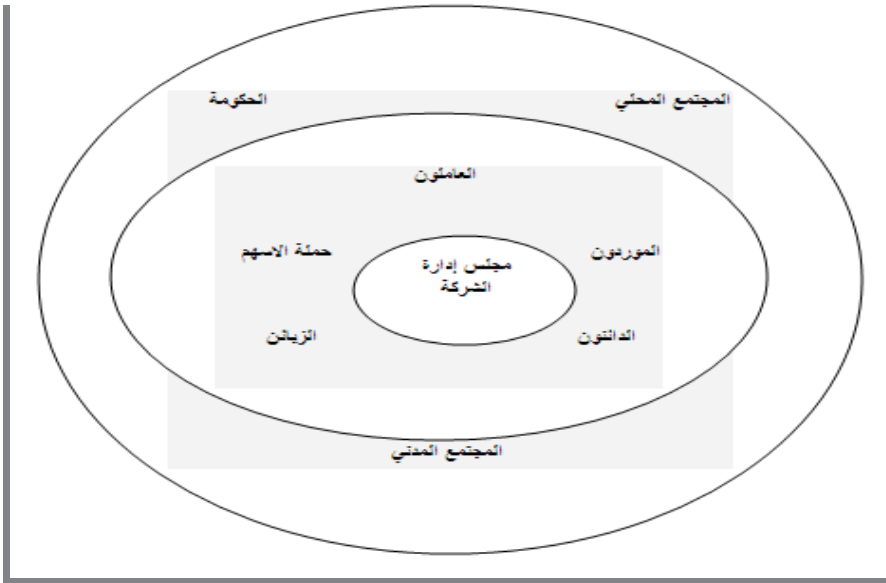 المجتمع المحلي
الحكومة
العاملون
الموردون
حملة الاسهم
مجلس إدارة
الشركة
الدائنون
الزبائن
المجتمع المدني